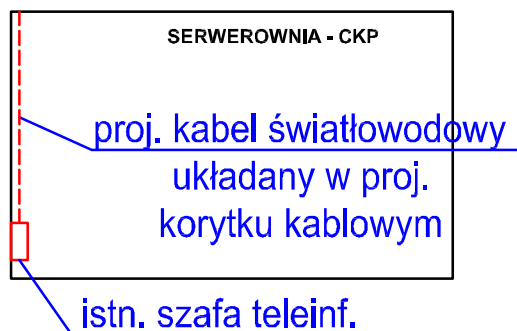 SERWEROWNIA - CKP
proj. kabel światłowodowy
układany w proj.
korytku kablowym
istn. szafa teleinf.